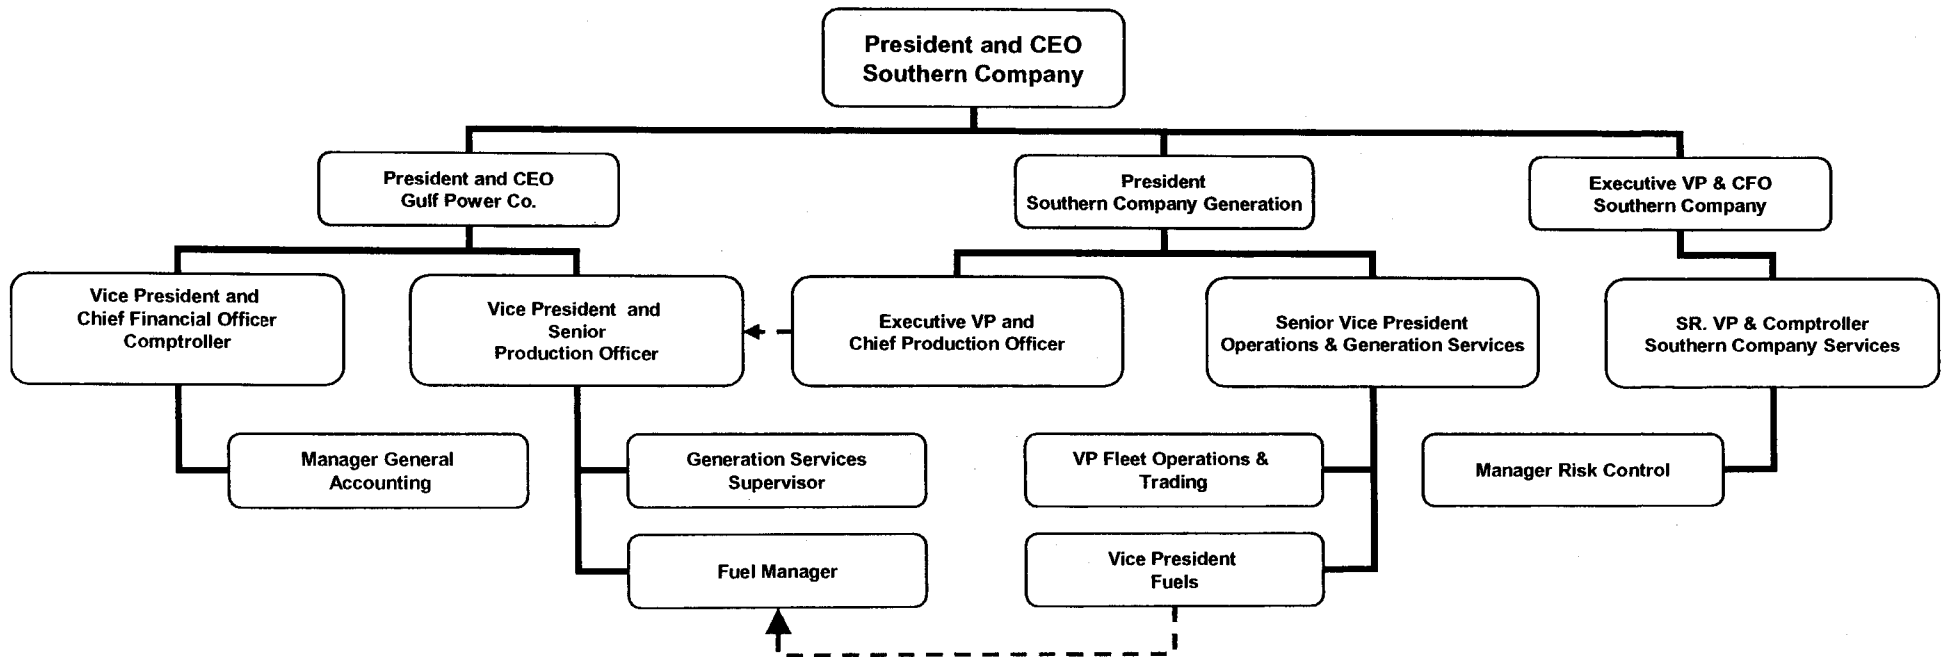 President and CEO
Southern Company
President and CEO
Gulf Power Co.
President
Southern Company Generation
Executive VP & CFO
Southern Company
Vice President and
Chief Financial Officer
Comptroller
Vice President and
Senior
Production Officer
Executive VP and
Chief Production Officer
Senior Vice President
Operations & Generation Services
SR. VP & Comptroller
Southern Company Services
Manager General
Accounting
Generation Services
Supervisor
VP Fleet Operations &
Trading
Manager Risk Control
Fuel Manager
Vice President
Fuels